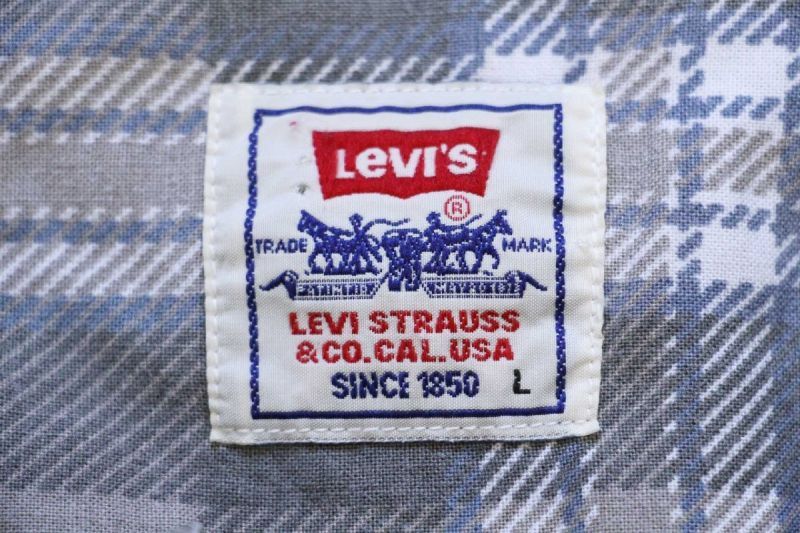 Levi's
®
TRADE MARK
LEVI STRAUSS
& CO. CAL. USA
SINCE 1850 L